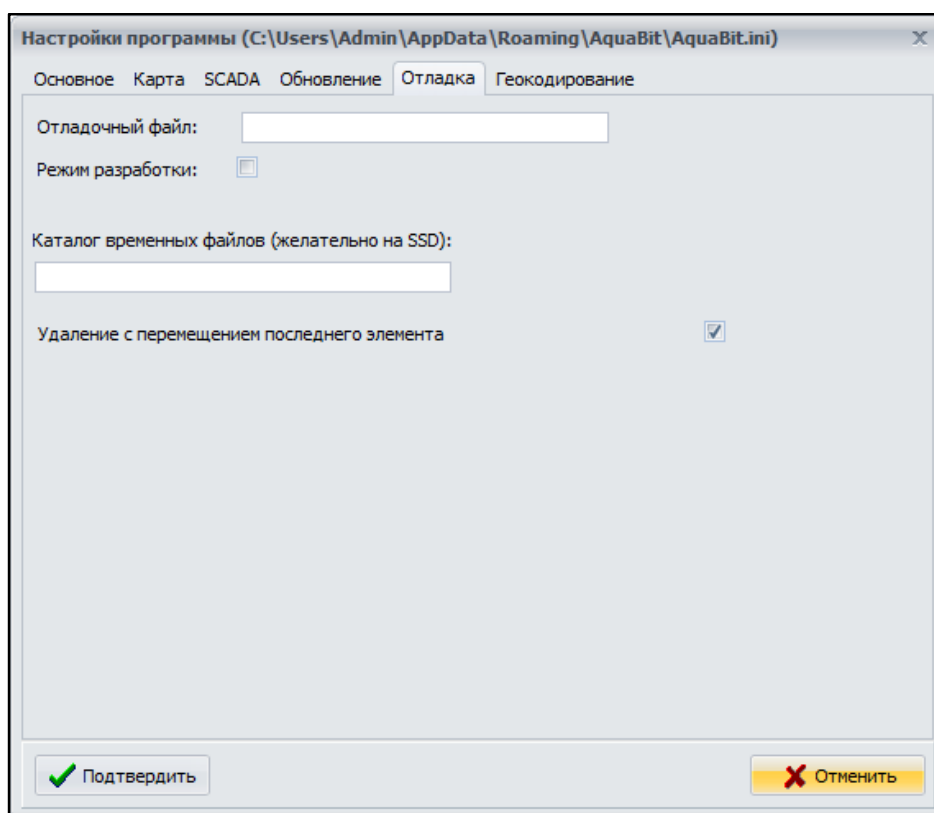 Настройки программы (C:\Users\Admin\AppData\Roaming\AquaBit\AquaBit.ini)
Основное Карта SCADA Обновление Отладка Геокодирование
Отладочный файл:
Режим разработки:
Каталог временных файлов (желательно на SSD):
Удаление с перемещением последнего элемента
Подтвердить Отменить